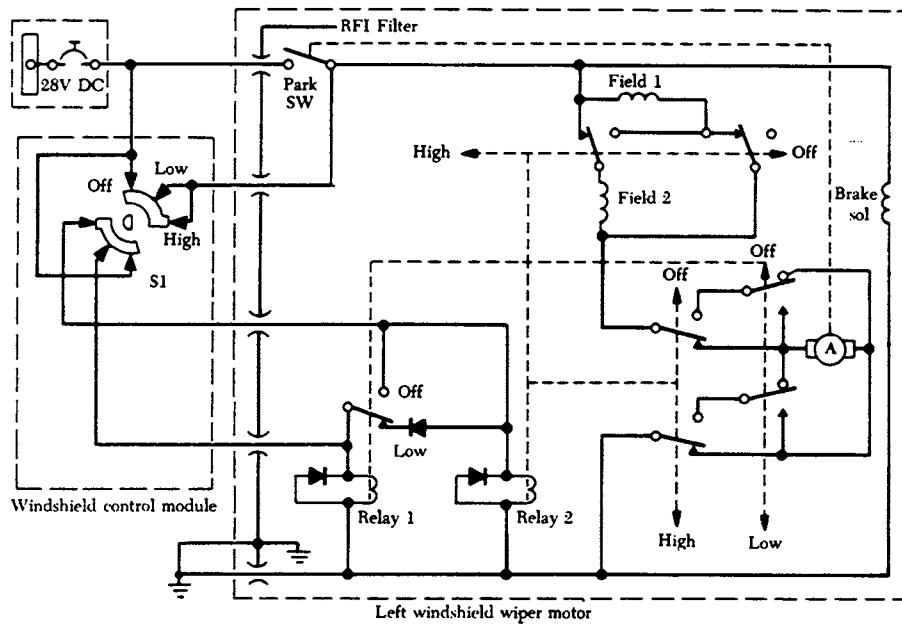 RFI Filter
28V DC
Park
SW
Field 1
High
Off
Low
Off
Field 2
Brake
sol
High
S1
Off
Off
A
Off
Low
Relay 1
Relay 2
High
Low
Windshield control module
Left windshield wiper motor